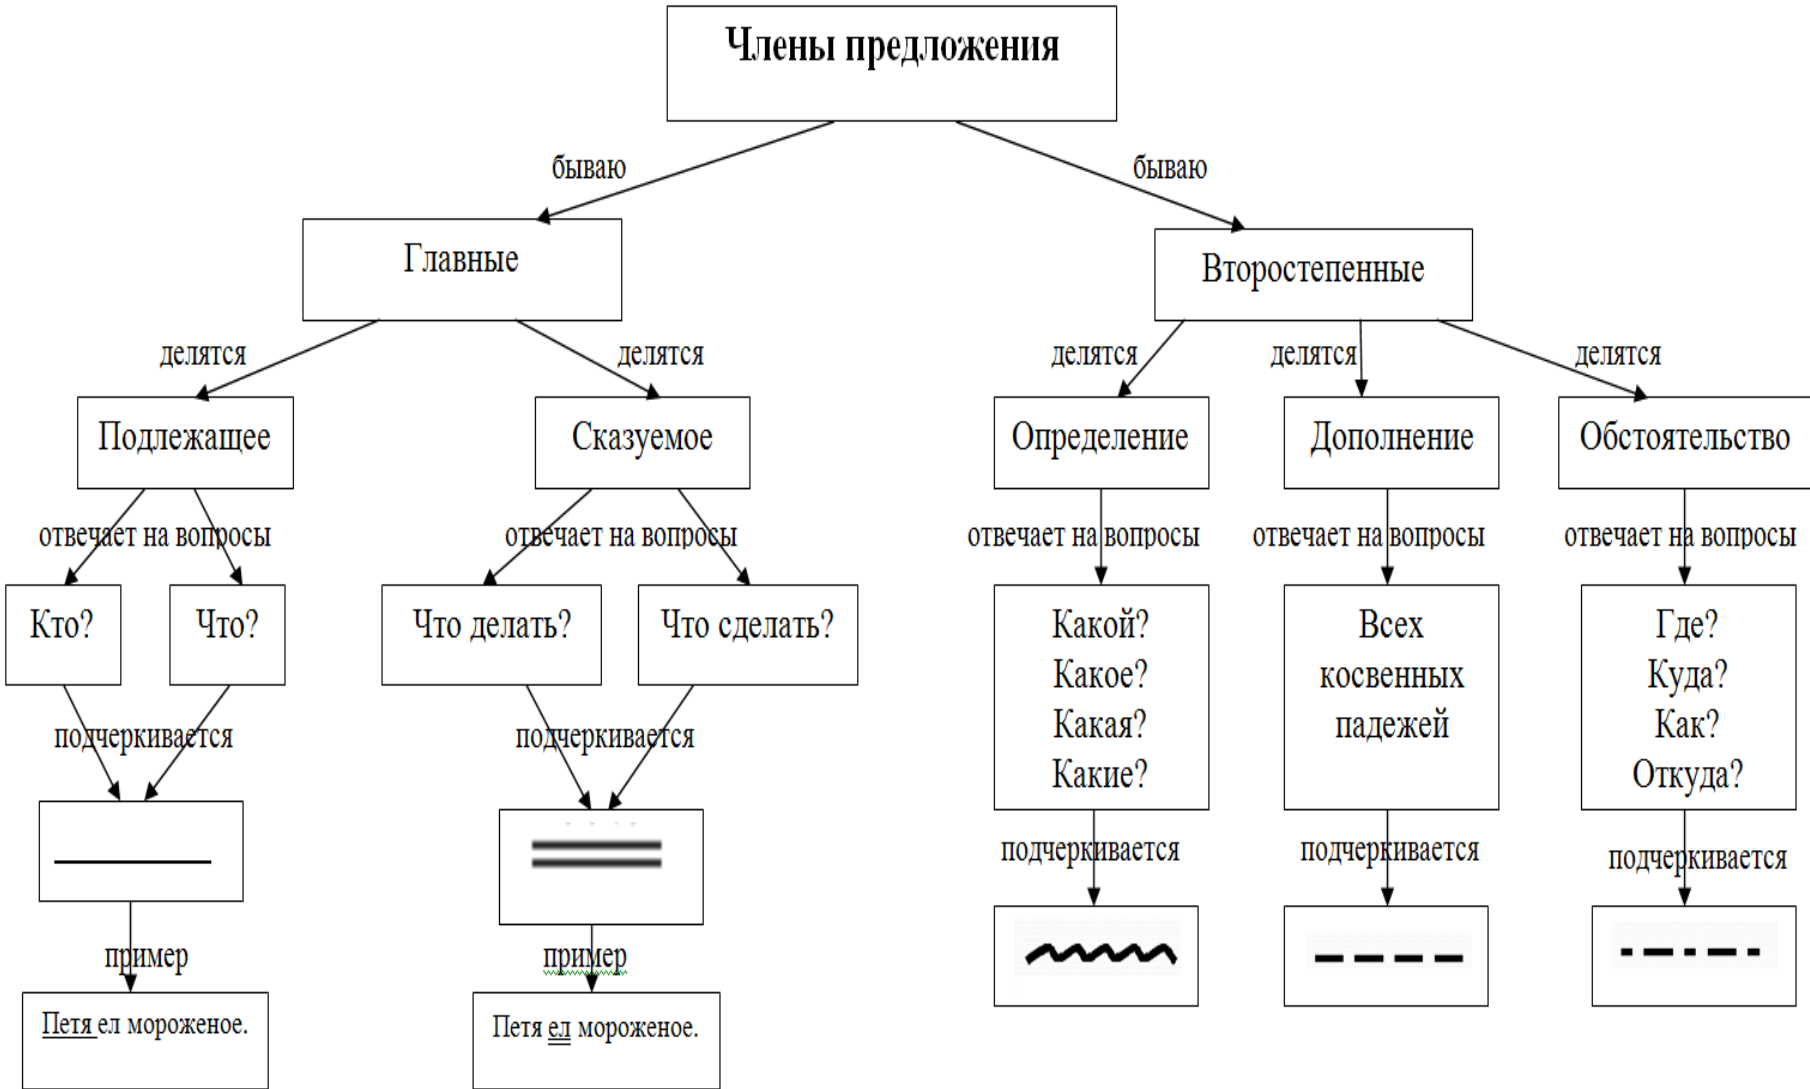 Члены предложения
бываю
бываю
Главные
Второстепенные
делятся
делятся
делятся
делятся
делятся
Подлежащее
Сказуемое
Определение
Дополнение
Обстоятельство
отвечает на вопросы
отвечает на вопросы
отвечает на вопросы
отвечает на вопросы
отвечает на вопросы
Кто?
Что?
Что делать?
Что сделать?
Какой?
Какое?
Какая?
Какие?
Всех
косвенных
падежей
Где?
Куда?
Как?
Откуда?
подчеркивается
подчеркивается
подчеркивается
подчеркивается
подчеркивается
пример
пример
Петя ел мороженое.
Петя ел мороженое.